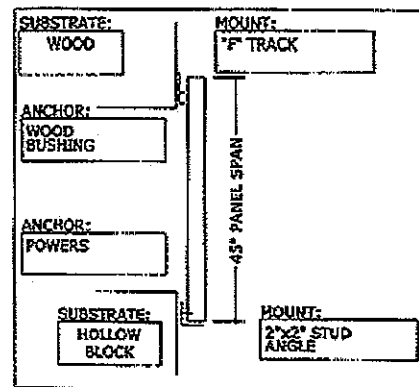 SUBSTRATE:
WOOD
MOUNT:
"F" TRACK
ANCHOR:
WOOD
BUSHING
45" PANEL SPAN
ANCHOR:
POWERS
SUBSTRATE:
HOLLOW
BLOCK
MOUNT:
2"x2" STUD
ANGLE